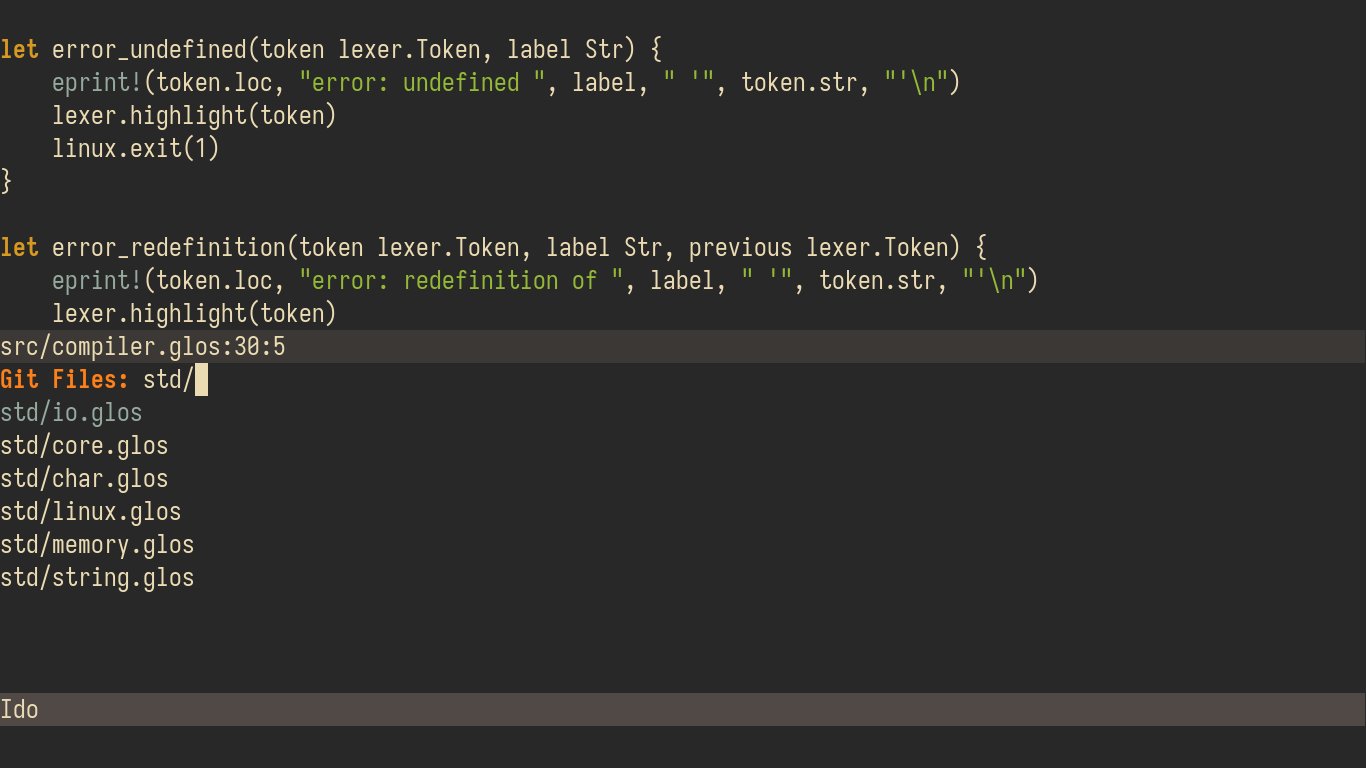 let error_undefined(token lexer.Token, label Str) {
    eprint!(token.loc, "error: undefined ", label, " '", token.str, "'\n")
    lexer.highlight(token)
    linux.exit(1)
}

let error_redefinition(token lexer.Token, label Str, previous lexer.Token) {
    eprint!(token.loc, "error: redefinition of ", label, " '", token.str, "'\n")
    lexer.highlight(token)
src/compiler.glos:30:5
Git Files: std/
std/io.glos
std/core.glos
std/char.glos
std/linux.glos
std/memory.glos
std/string.glos
Ido